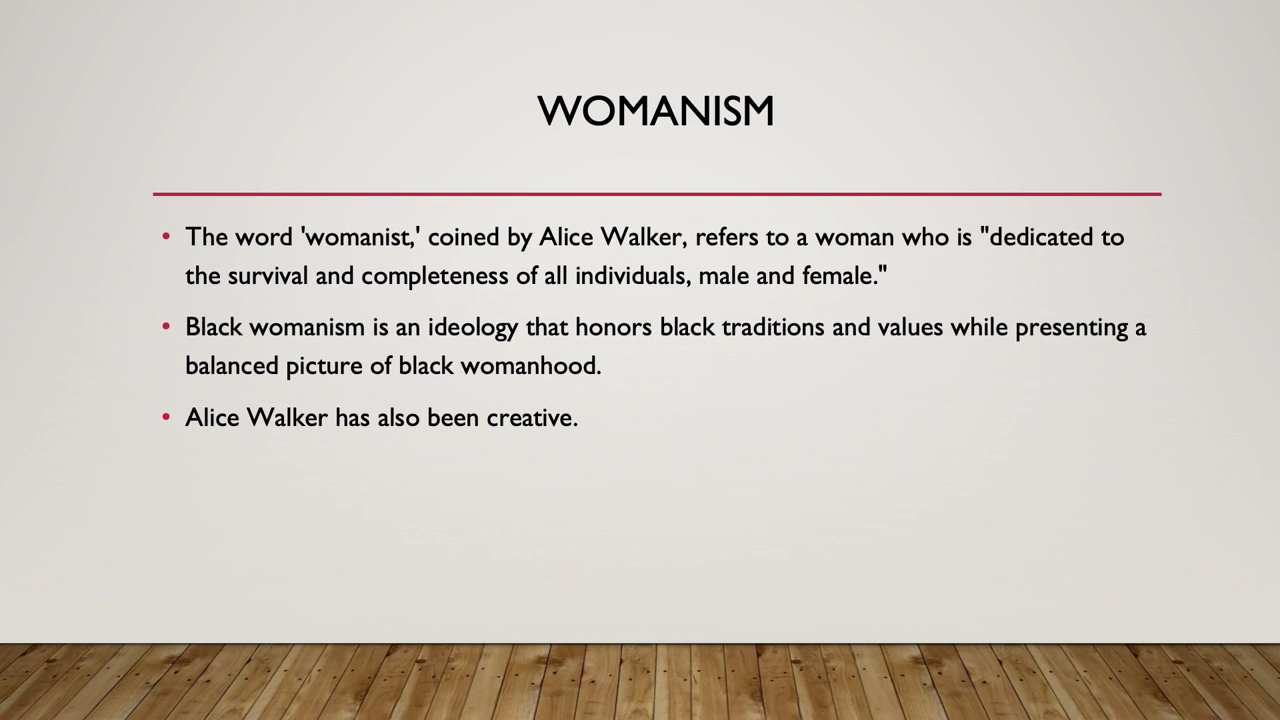 WOMANISM
• The word 'womanist,' coined by Alice Walker, refers to a woman who is "dedicated to
the survival and completeness of all individuals, male and female."
• Black womanism is an ideology that honors black traditions and values while presenting a
balanced picture of black womanhood.
• Alice Walker has also been creative.